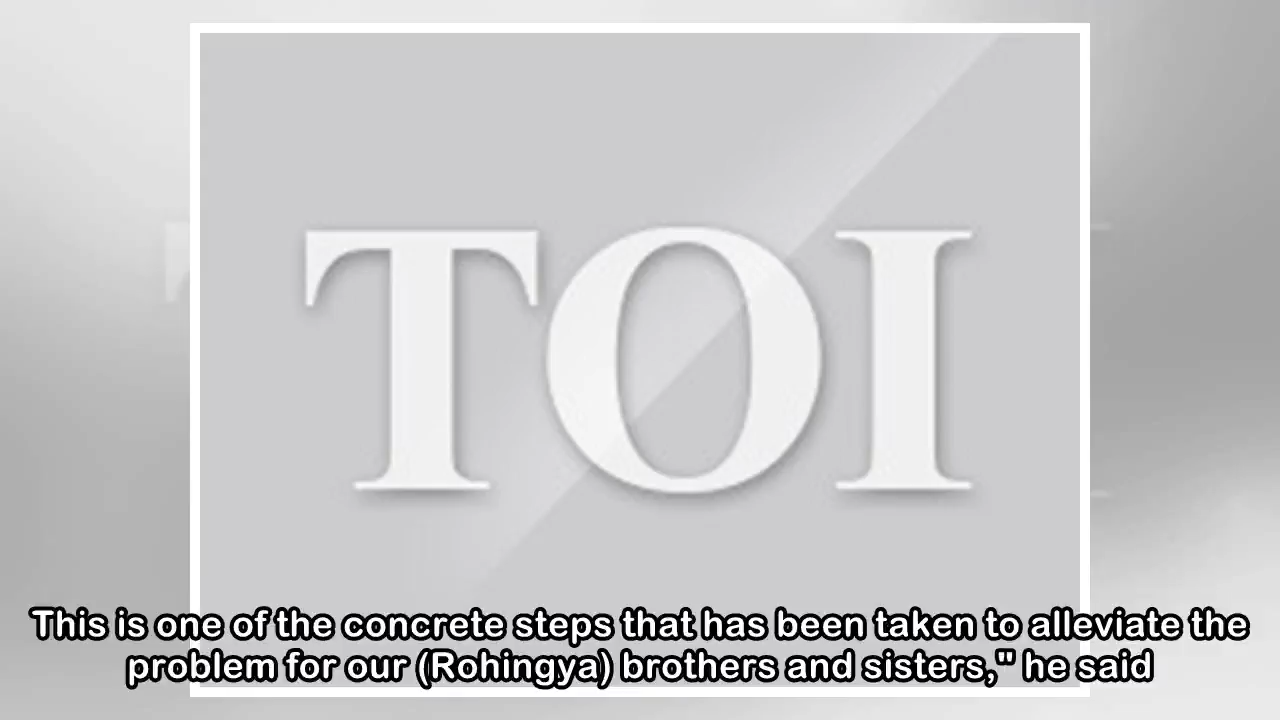 TOI
This is one of the concrete steps that has been taken to alleviate the
problem for our (Rohingya) brothers and sisters," he said